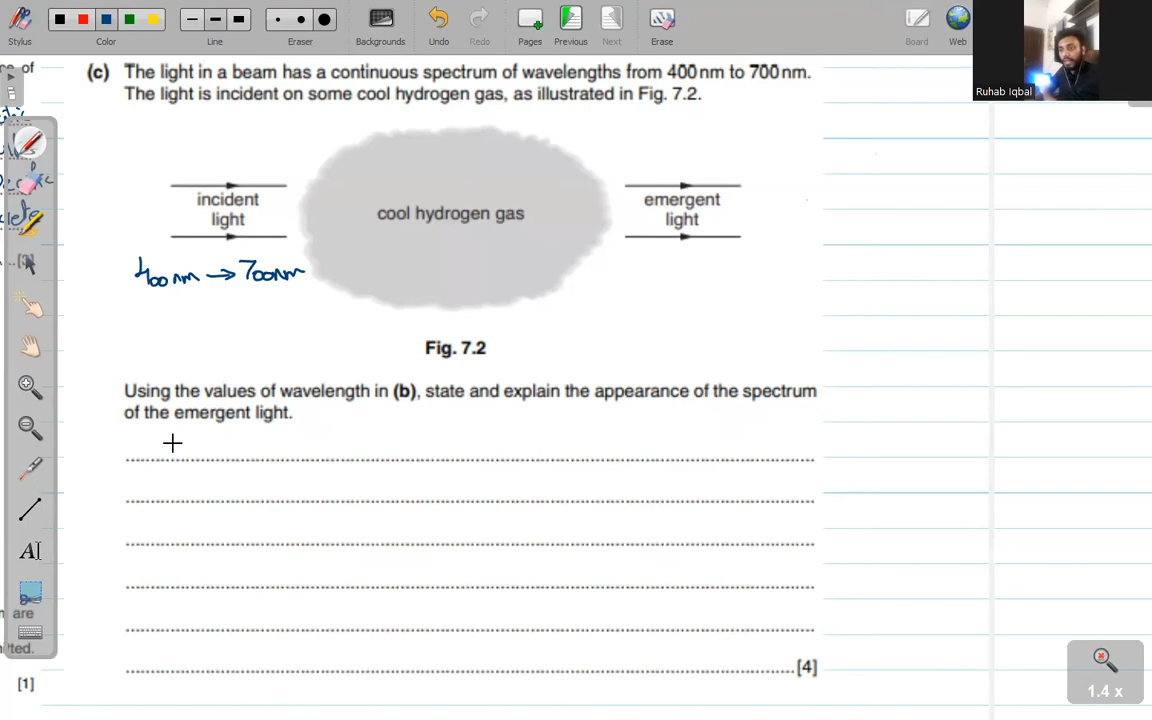 Stylus
Color
Line
Eraser
Backgrounds
Undo
Redo
Pages
Previous
Next
Erase
Board
Web
Ruhab Iqbal
of
(c) The light in a beam has a continuous spectrum of wavelengths from 400 nm to 700 nm.
The light is incident on some cool hydrogen gas, as illustrated in Fig. 7.2.
incident
light
cool hydrogen gas
emergent
light
400 nm → 700nm
Fig. 7.2
Using the values of wavelength in (b), state and explain the appearance of the spectrum
of the emergent light.
[4]
are
[1]
1.4 x